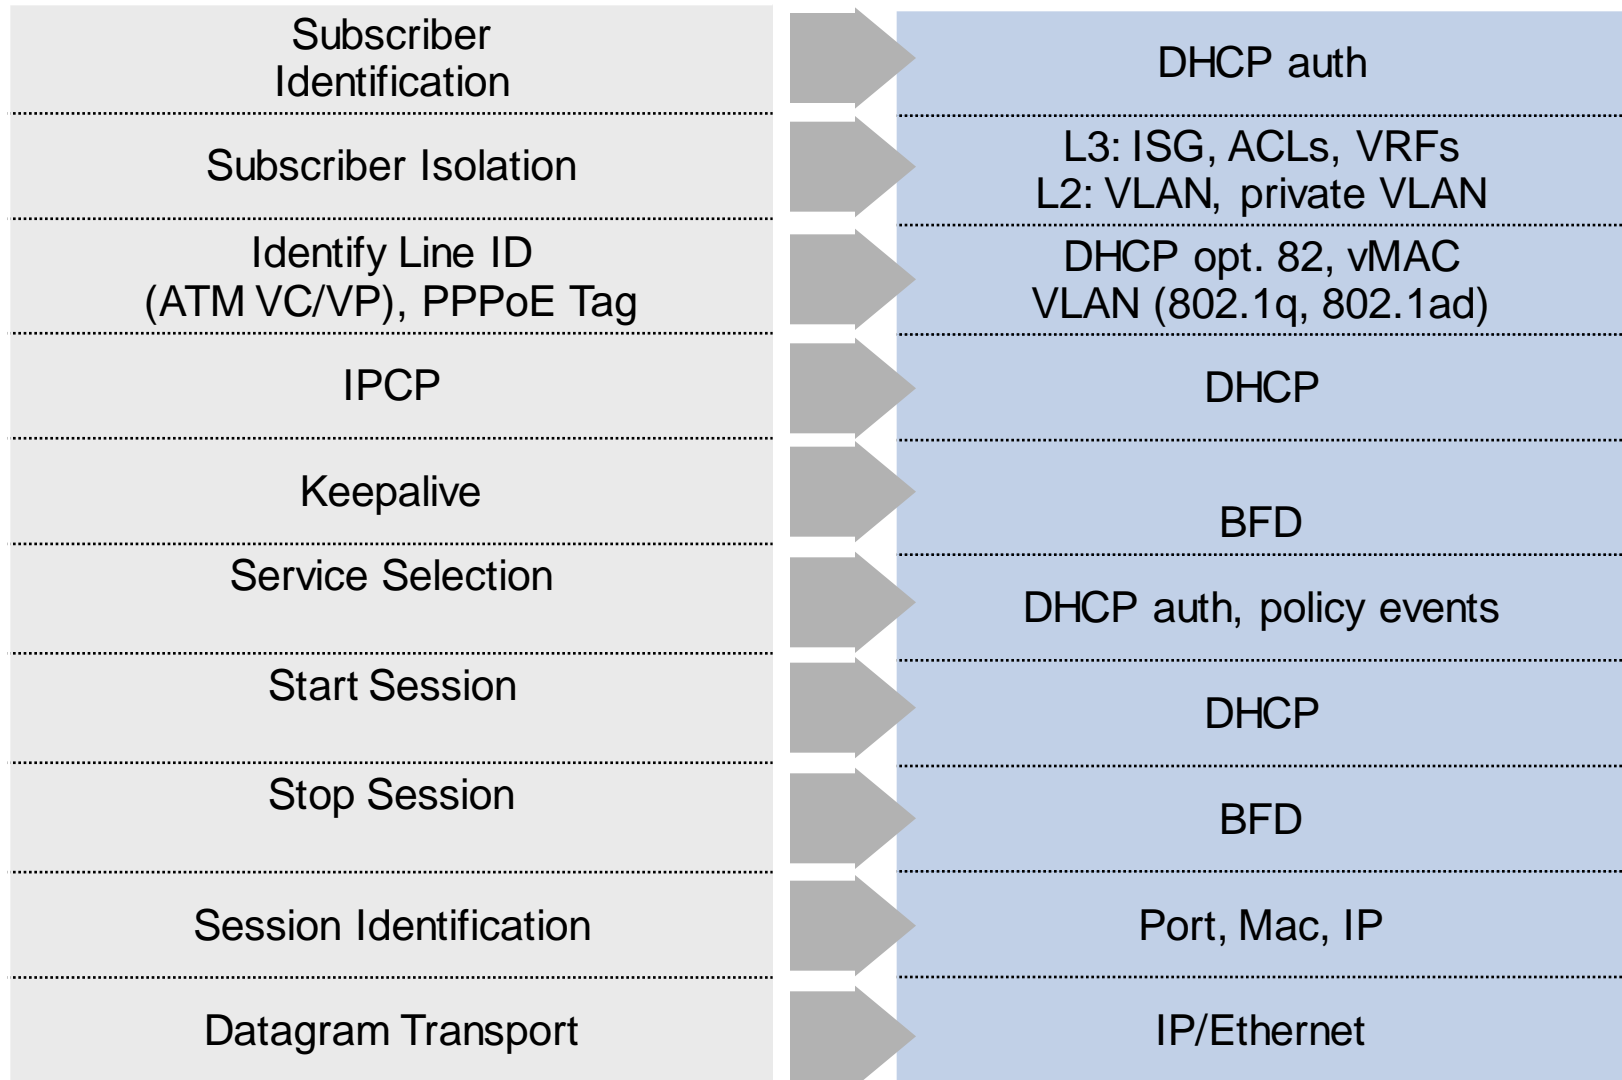 Subscriber
Identification
DHCP auth
Subscriber Isolation
L3: ISG, ACLs, VRFs
L2: VLAN, private VLAN
Identify Line ID
(ATM VC/VP), PPPoE Tag
DHCP opt. 82, vMAC
VLAN (802.1q, 802.1ad)
IPCP
DHCP
Keepalive
BFD
Service Selection
DHCP auth, policy events
Start Session
DHCP
Stop Session
BFD
Session Identification
Port, Mac, IP
Datagram Transport
IP/Ethernet